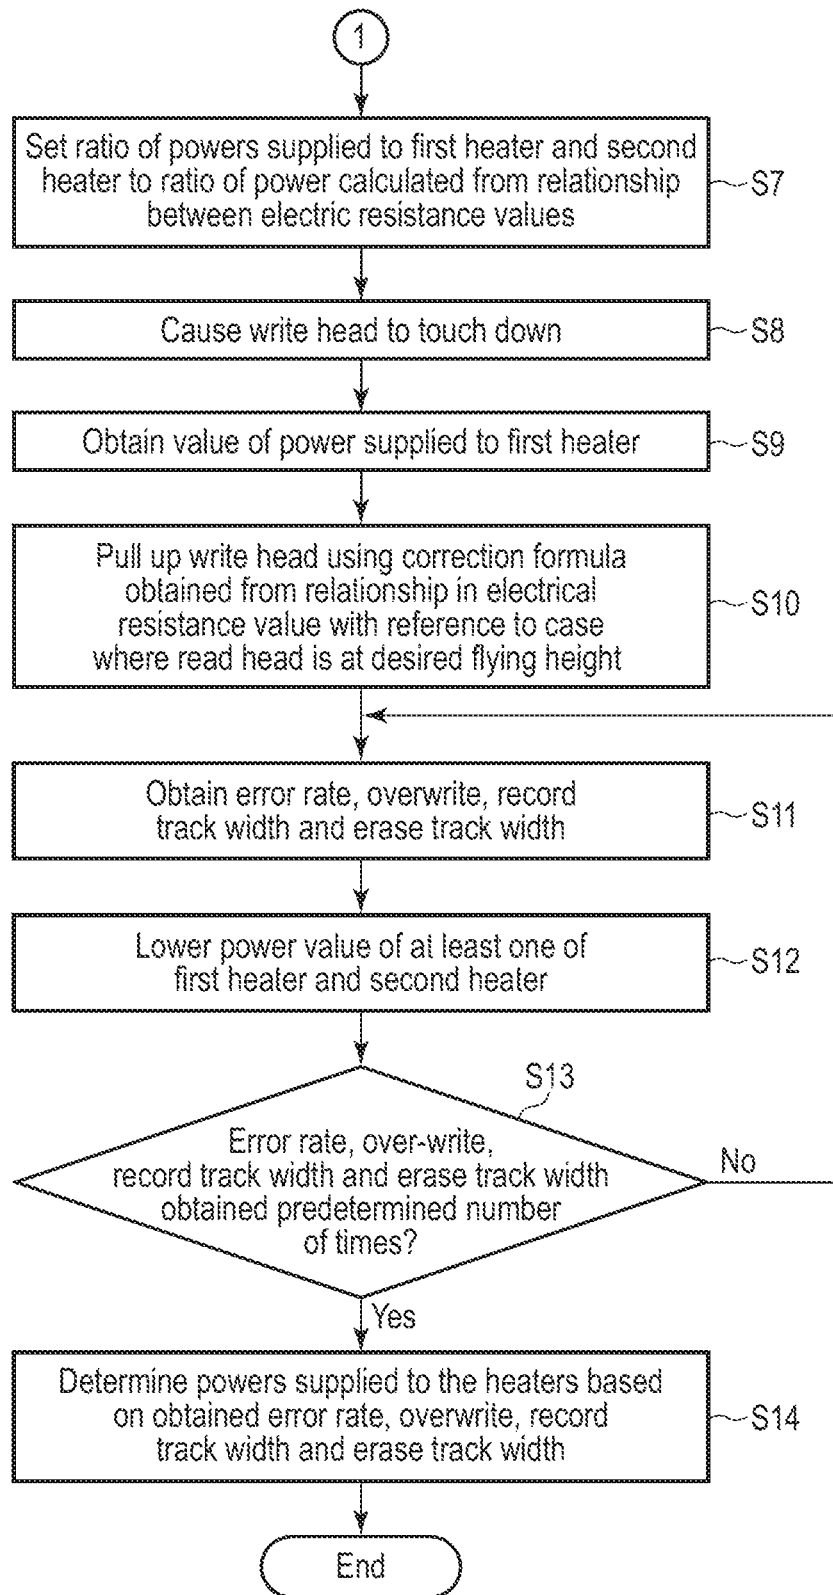 1
Set ratio of powers supplied to first heater and second
heater to ratio of power calculated from relationship
between electric resistance values
S7
Cause write head to touch down
S8
Obtain value of power supplied to first heater
S9
Pull up write head using correction formula
obtained from relationship in electrical
resistance value with reference to case
where read head is at desired flying height
S10
Obtain error rate, overwrite, record
track width and erase track width
S11
Lower power value of at least one of
first heater and second heater
S12
S13
Error rate, over-write,
record track width and erase track width
obtained predetermined number
of times?
No
Yes
Determine powers supplied to the heaters based
on obtained error rate, overwrite, record
track width and erase track width
S14
End